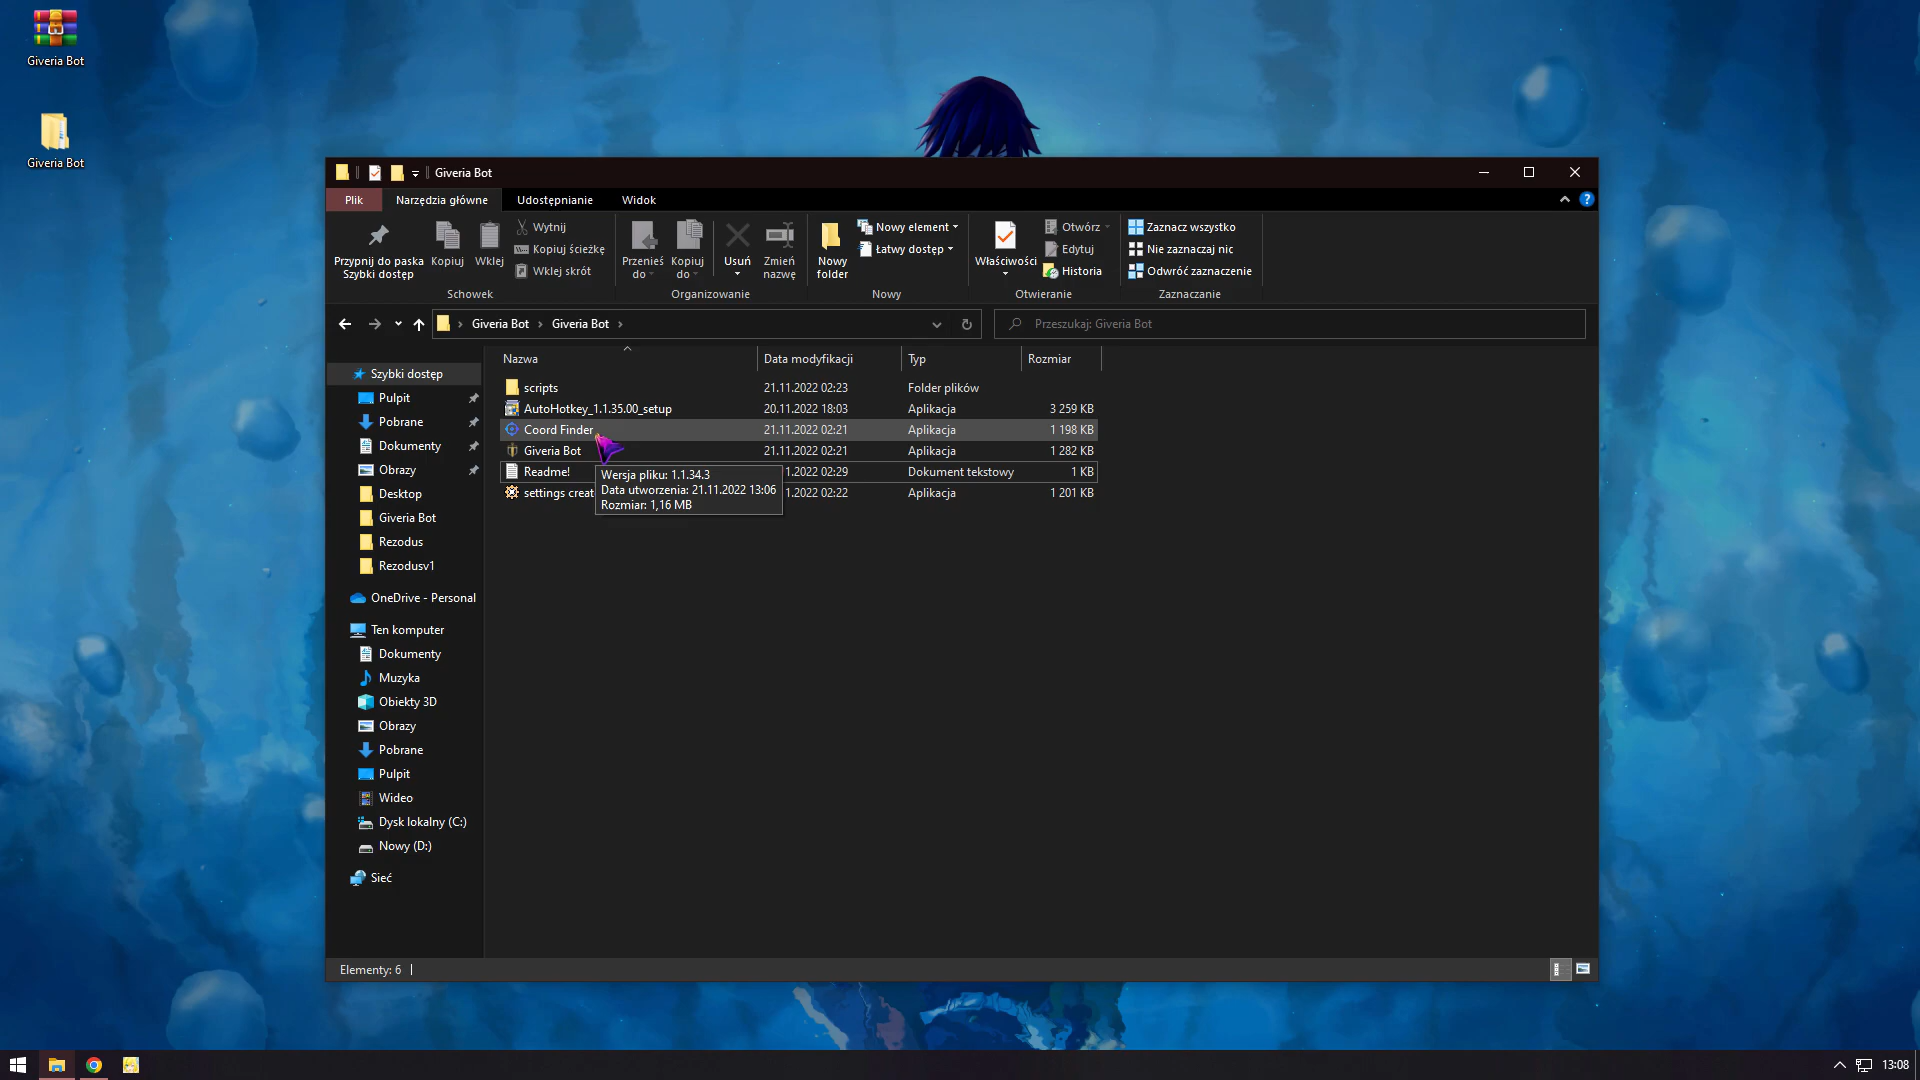 Giveria Bot
Giveria Bot
Giveria Bot
Plik
Narzędzia główne
Udostępnianie
Widok
Przypnij do paska
Szybki dostęp
Kopiuj
Wklej
Wytnij
Kopiuj ścieżkę
Wklej skrót
Schowek
Przenieś
do
Kopiuj
do
Usuń
Zmień
nazwę
Organizowanie
Nowy
folder
Nowy element
Łatwy dostęp
Nowy
Właściwości
Otwórz
Edytuj
Historia
Otwieranie
Zaznacz wszystko
Nie zaznaczaj nic
Odwróć zaznaczenie
Zaznaczanie
Giveria Bot
Giveria Bot
Przeszukaj: Giveria Bot
Szybki dostęp
Pulpit
Pobrane
Dokumenty
Obrazy
Desktop
Giveria Bot
Rezodus
Rezodusv1
OneDrive - Personal
Ten komputer
Dokumenty
Muzyka
Obiekty 3D
Obrazy
Pobrane
Pulpit
Wideo
Dysk lokalny (C:)
Nowy (D:)
Sieć
Nazwa Data modyfikacji Typ Rozmiar
scripts 21.11.2022 02:23 Folder plików
AutoHotkey_1.1.35.00_setup 20.11.2022 18:03 Aplikacja 3 259 KB
Coord Finder 21.11.2022 02:21 Aplikacja 1 198 KB
Giveria Bot 21.11.2022 02:21 Aplikacja 1 282 KB
Readme! 1.2022 02:29 Dokument tekstowy 1 KB
settings creat 1.2022 02:22 Aplikacja 1 201 KB
Wersja pliku: 1.1.34.3
Data utworzenia: 21.11.2022 13:06
Rozmiar: 1,16 MB
Elementy: 6
13:08